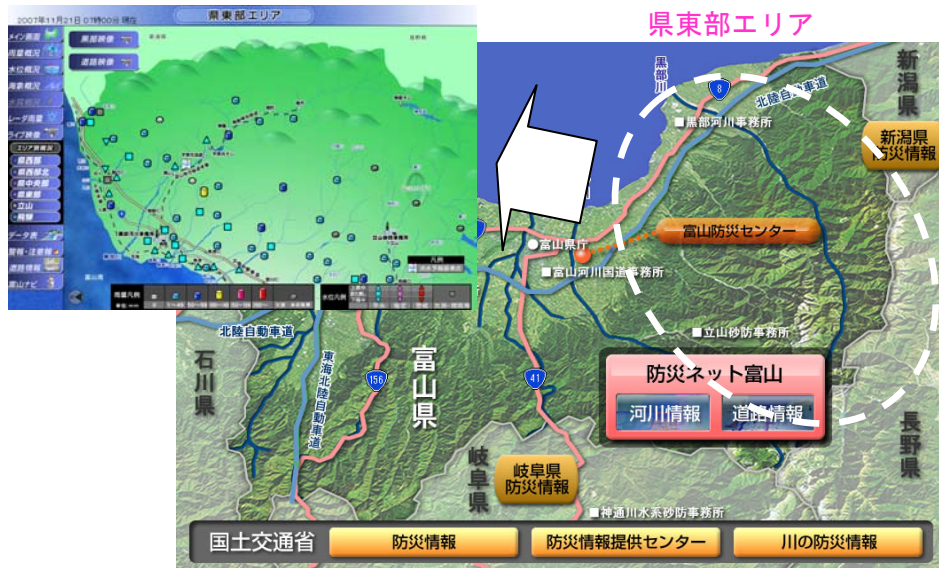 県東部エリア
2007年11月21日 07時00分 現在
県東部エリア
黒部映像
道路映像
メイン画面
雨量概況
水位概況
レーダ雨量
ライブ映像
県西部
県西部北
県中央部
県東部
立山
飛騨
データ表
警報・注意報
道路情報
富山ナビ
凡例
雨量凡例
水位凡例
新潟県
黒部川
8
北陸自動車道
黒部河川事務所
新潟県
防災情報
富山県庁
富山防災センター
富山河川国道事務所
立山砂防事務所
北陸自動車道
石川県
東海北陸自動車道
富山県
156
41
防災ネット富山
河川情報
道路情報
長野県
岐阜県
岐阜県
防災情報
神通川水系砂防事務所
国土交通省
防災情報
防災情報提供センター
川の防災情報